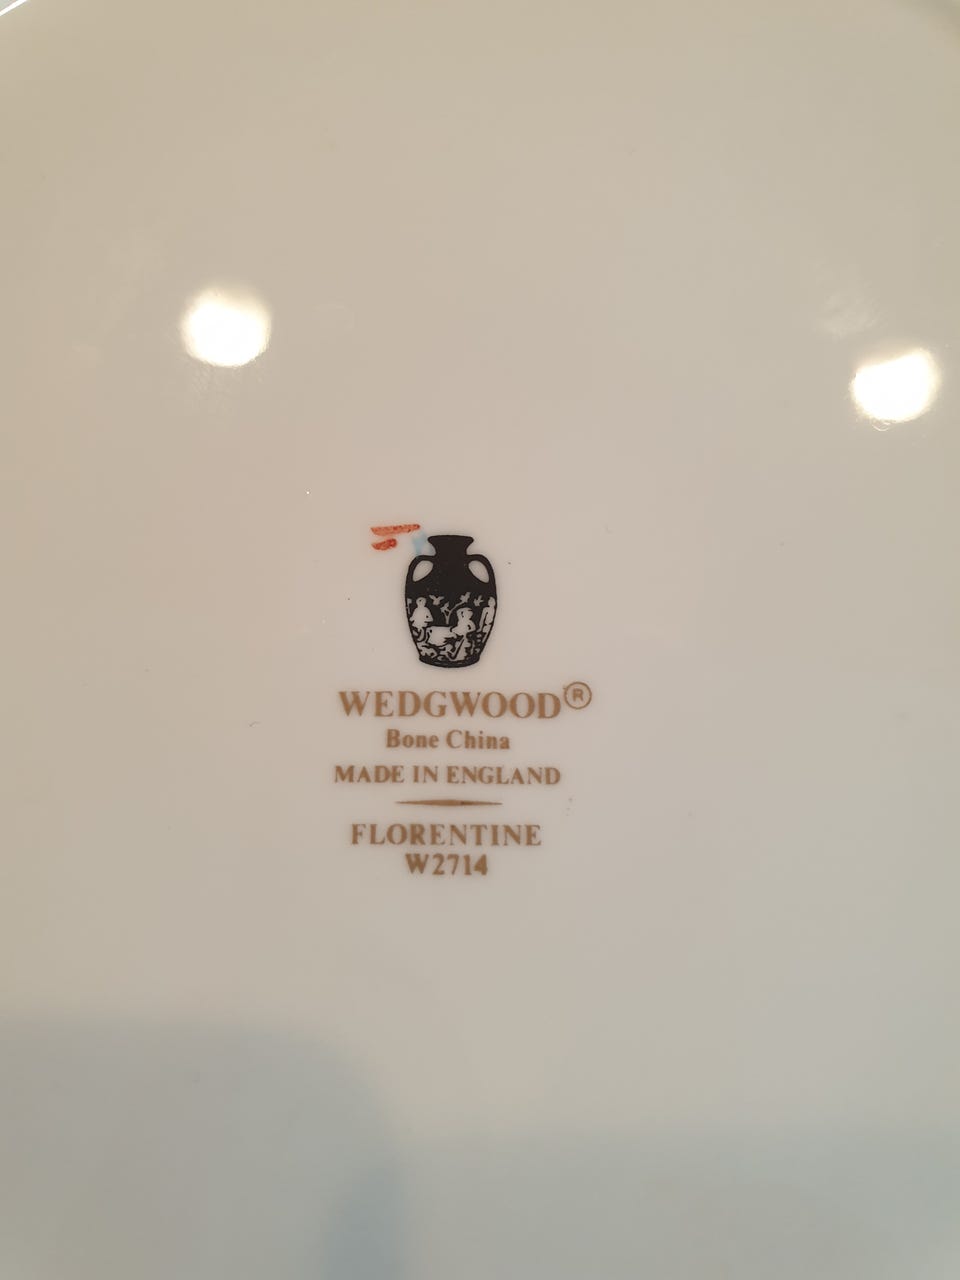 WEDGWOOD®
Bone China
MADE IN ENGLAND
FLORENTINE
W2714